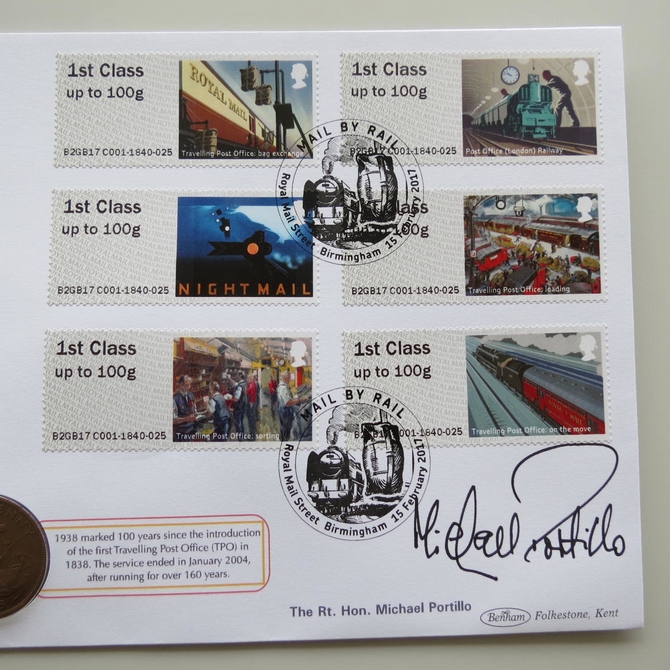 1st Class
up to 100g
B2GB17 C001-1840-025
ROYAL MAIL
Travelling Post Office: bag exchange
1st Class
up to 100g
B2GB17 C001-1840-025
Post Office (London) Railway
MAIL BY RAIL
Royal Mail Street Birmingham 15 February 2017
1st Class
up to 100g
B2GB17 C001-1840-025
NIGHT MAIL
1st Class
up to 100g
B2GB17 C001-1840-025
Travelling Post Office: loading
1st Class
up to 100g
B2GB17 C001-1840-025
Travelling Post Office: sorting
1st Class
up to 100g
B2GB17 C001-1840-025
Travelling Post Office: on the move
MAIL BY RAIL
Royal Mail Street Birmingham 15 February 2017
Michael Portillo
1938 marked 100 years since the introduction
of the first Travelling Post Office (TPO) in
1838. The service ended in January 2004,
after running for over 160 years.
The Rt. Hon. Michael Portillo
Benham Folkestone, Kent